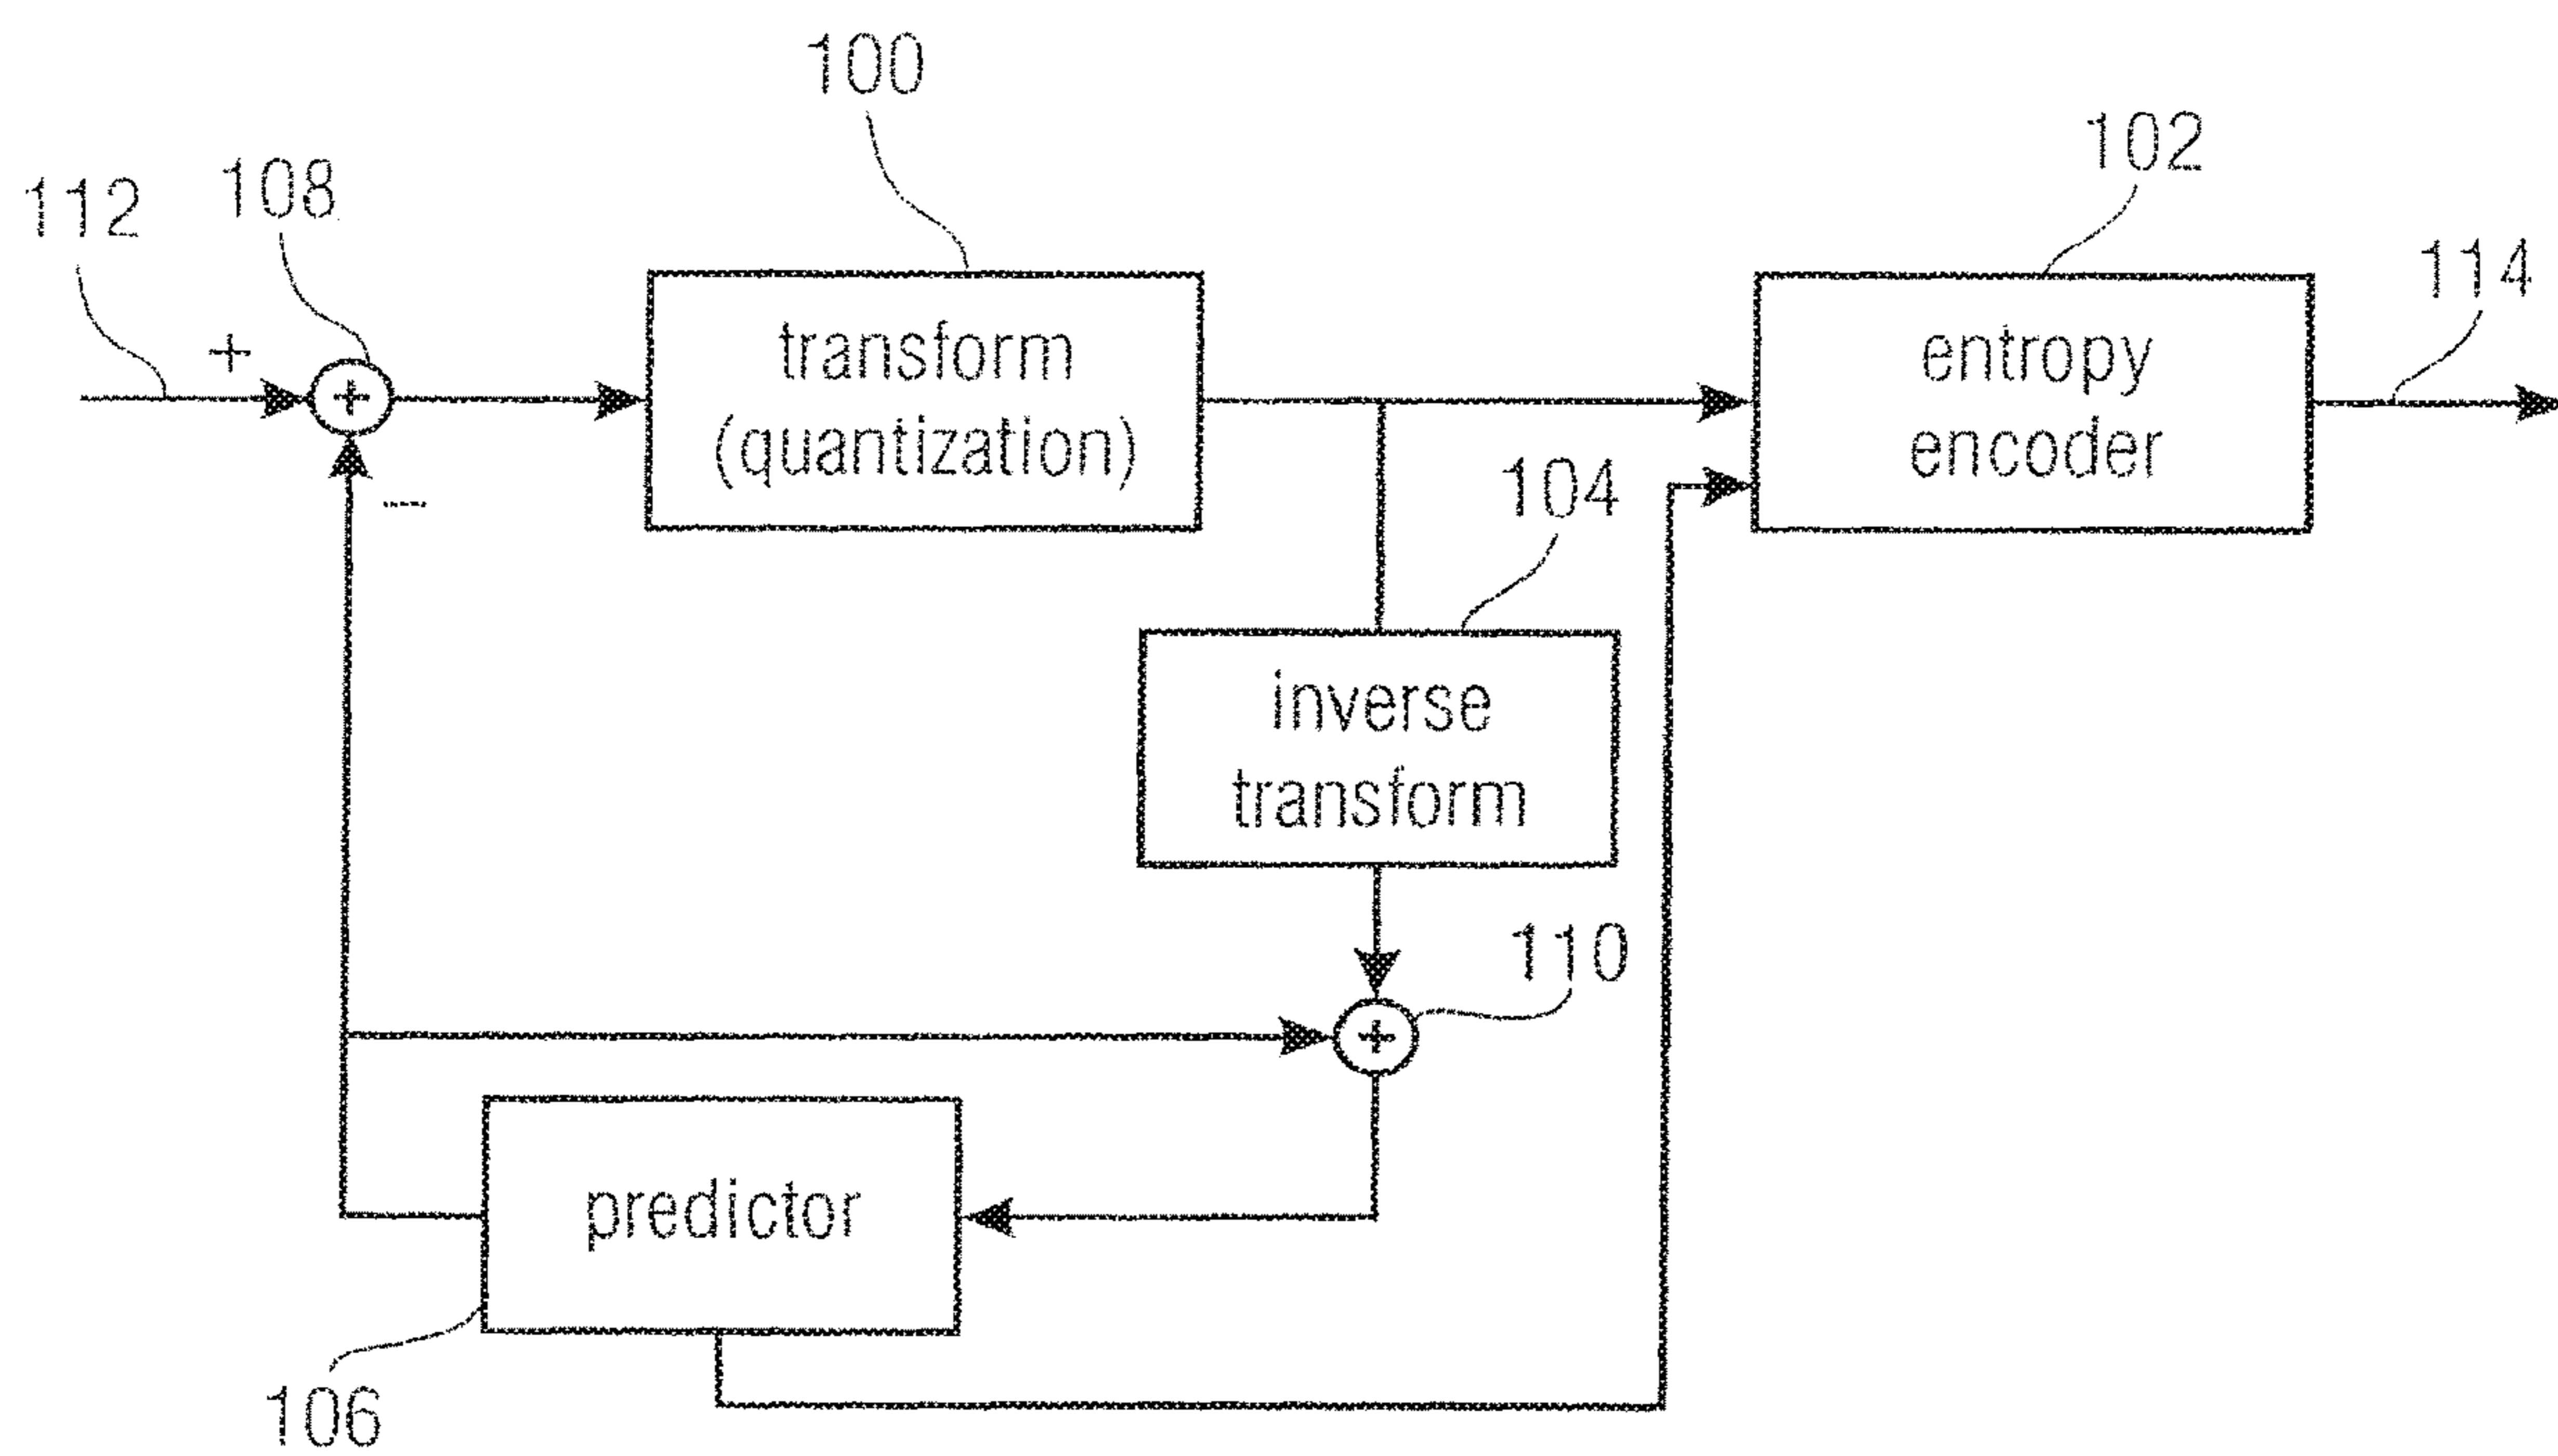 100
102
112
108
114
+
+
transform
(quantization)
entropy
encoder
104
-
inverse
transform
110
+
predictor
106